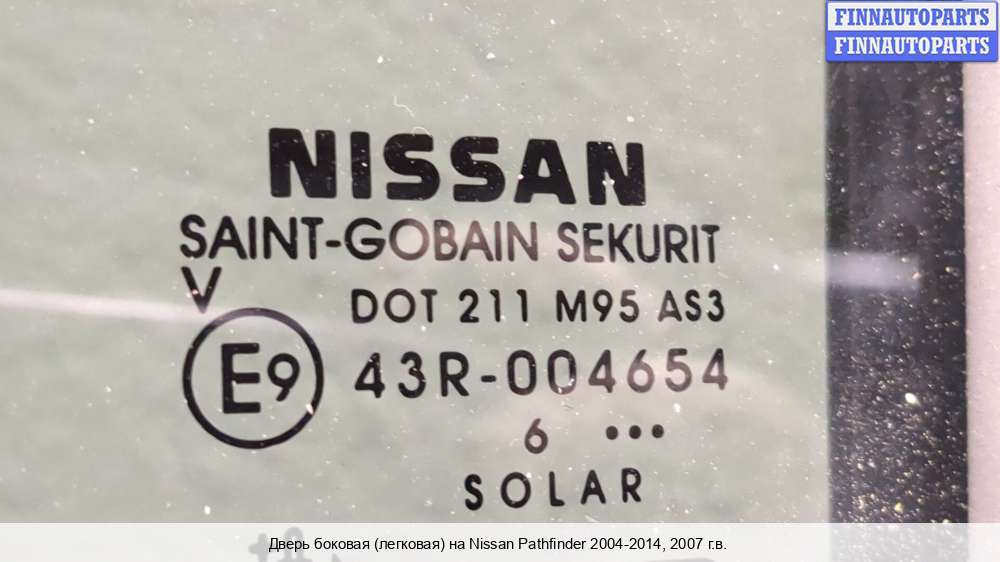 FINNAUTOPARTS
FINNAUTOPARTS
NISSAN
SAINT-GOBAIN SEKURIT
V
DOT 211 M95 AS3
E9 43R-004654
6 •••
SOLAR
Дверь боковая (легковая) на Nissan Pathfinder 2004-2014, 2007 г.в.